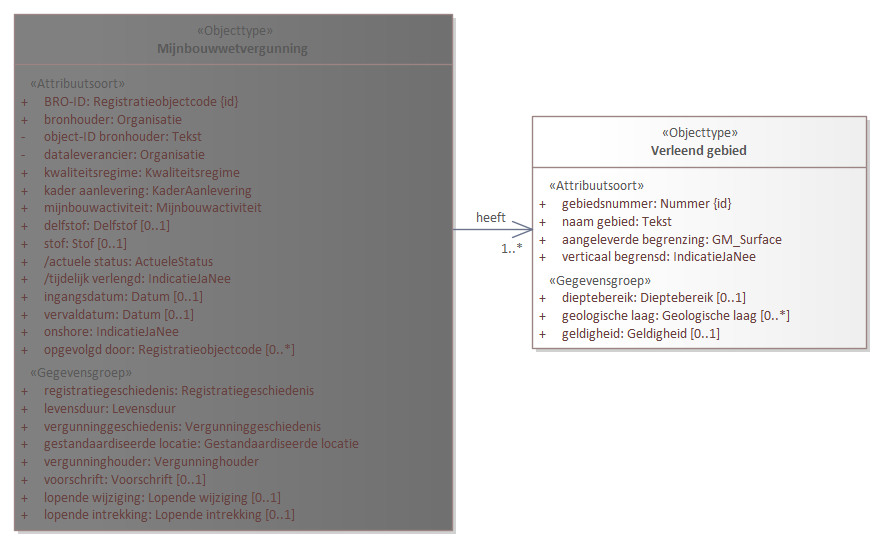 «Objecttype»
Mijnbouwwetvergunning
«Attribuutsoort»
+ BRO-ID: Registratieobjectcode {id}
+ bronhouder: Organisatie
- object-ID bronhouder: Tekst
- dataleverancier: Organisatie
+ kwaliteitsregime: Kwaliteitsregime
+ kader aanlevering: KaderAanlevering
+ mijnbouwactiviteit: Mijnbouwactiviteit
+ delfstof: Delfstof [0..1]
+ stof: Stof [0..1]
+ /actuele status: ActueleStatus
+ /tijdelijk verlengd: IndicatieJaNee
+ ingangsdatum: Datum [0..1]
+ vervaldatum: Datum [0..1]
+ onshore: IndicatieJaNee
+ opgevolgd door: Registratieobjectcode [0..*]
«Gegevensgroep»
+ registratiegeschiedenis: Registratiegeschiedenis
+ levensduur: Levensduur
+ vergunninggeschiedenis: Vergunninggeschiedenis
+ gestandaardiseerde locatie: Gestandaardiseerde locatie
+ vergunninghouder: Vergunninghouder
+ voorschrift: Voorschrift [0..1]
+ lopende wijziging: Lopende wijziging [0..1]
+ lopende intrekking: Lopende intrekking [0..1]
heeft
1..*
«Objecttype»
Verleend gebied
«Attribuutsoort»
+ gebiedsnummer: Nummer {id}
+ naam gebied: Tekst
+ aangeleverde begrenzing: GM_Surface
+ verticaal begrensd: IndicatieJaNee
«Gegevensgroep»
+ dieptebereik: Dieptebereik [0..1]
+ geologische laag: Geologische laag [0..*]
+ geldigheid: Geldigheid [0..1]